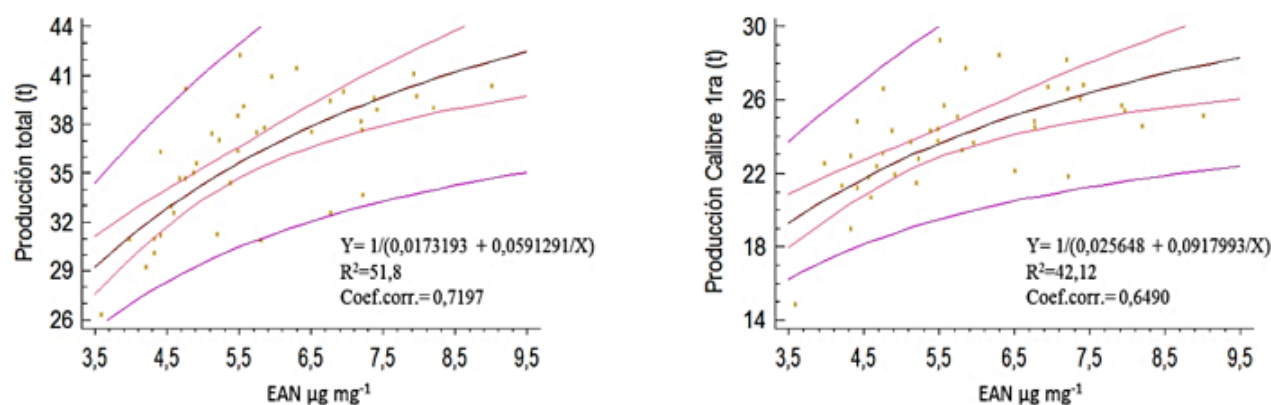 Producción total (t)
44
41
38
35
32
29
26
Y= 1/(0,0173193 + 0,0591291/X)
R²=51,8
Coef.corr.= 0,7197
3,5 4,5 5,5 6,5 7,5 8,5 9,5
EAN µg mg⁻¹
Producción Calibre 1ra (t)
30
26
22
18
14
Y= 1/(0,025648 + 0,0917993/X)
R²=42,12
Coef.corr.= 0,6490
3,5 4,5 5,5 6,5 7,5 8,5 9,5
EAN µg mg⁻¹